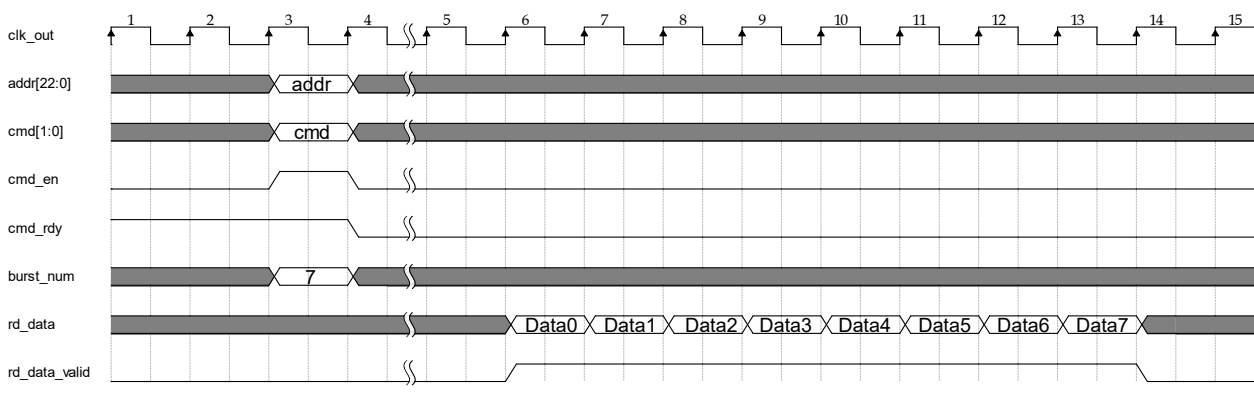 1 2 3 4 5 6 7 8 9 10 11 12 13 14 15
clk_out
addr[22:0] addr
cmd[1:0] cmd
cmd_en
cmd_rdy
burst_num 7
rd_data Data0 Data1 Data2 Data3 Data4 Data5 Data6 Data7
rd_data_valid